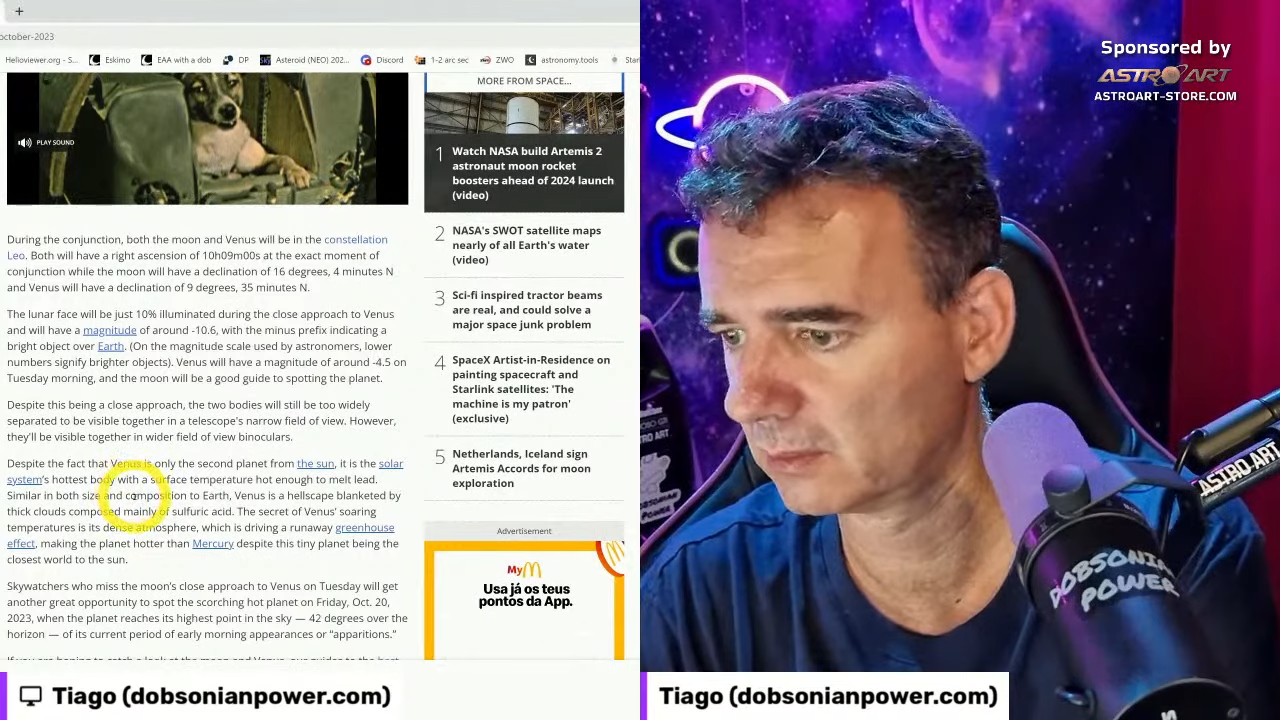 +
october-2023
Helioviewer.org - S...
Eskimo
EAA with a dob
DP
Asteroid (NEO) 202...
Discord
1-2 arc sec
ZWO
astronomy.tools
PLAY SOUND
During the conjunction, both the moon and Venus will be in the constellation
Leo. Both will have a right ascension of 10h09m00s at the exact moment of
conjunction while the moon will have a declination of 16 degrees, 4 minutes N
and Venus will have a declination of 9 degrees, 35 minutes N.
The lunar face will be just 10% illuminated during the close approach to Venus
and will have a magnitude of around -10.6, with the minus prefix indicating a
bright object over Earth. (On the magnitude scale used by astronomers, lower
numbers signify brighter objects). Venus will have a magnitude of around -4.5 on
Tuesday morning, and the moon will be a good guide to spotting the planet.
Despite this being a close approach, the two bodies will still be too widely
separated to be visible together in a telescope's narrow field of view. However,
they'll be visible together in wider field of view binoculars.
Despite the fact that Venus is only the second planet from the sun, it is the solar
system's hottest body with a surface temperature hot enough to melt lead.
Similar in both size and composition to Earth, Venus is a hellscape blanketed by
thick clouds composed mainly of sulfuric acid. The secret of Venus' soaring
temperatures is its dense atmosphere, which is driving a runaway greenhouse
effect, making the planet hotter than Mercury despite this tiny planet being the
closest world to the sun.
Skywatchers who miss the moon's close approach to Venus on Tuesday will get
another great opportunity to spot the scorching hot planet on Friday, Oct. 20,
2023, when the planet reaches its highest point in the sky — 42 degrees over the
horizon — of its current period of early morning appearances or “apparitions.”
MORE FROM SPACE...
1 Watch NASA build Artemis 2
astronaut moon rocket
boosters ahead of 2024 launch
(video)
2 NASA's SWOT satellite maps
nearly of all Earth's water
(video)
3 Sci-fi inspired tractor beams
are real, and could solve a
major space junk problem
4 SpaceX Artist-in-Residence on
painting spacecraft and
Starlink satellites: 'The
machine is my patron'
(exclusive)
5 Netherlands, Iceland sign
Artemis Accords for moon
exploration
Advertisement
My
Usa já os teus
pontos da App.
Tiago (dobsonianpower.com)
Sponsored by
ASTROART
ASTROART-STORE.COM
ASTRO ART
DOBSONIAN
POWER
Tiago (dobsonianpower.com)